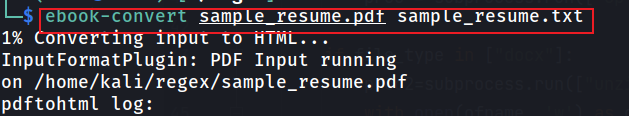 $ ebook-convert sample_resume.pdf sample_resume.txt
1% Converting input to HTML...
InputFormatPlugin: PDF Input running
on /home/kali/regex/sample_resume.pdf
pdftohtml log: